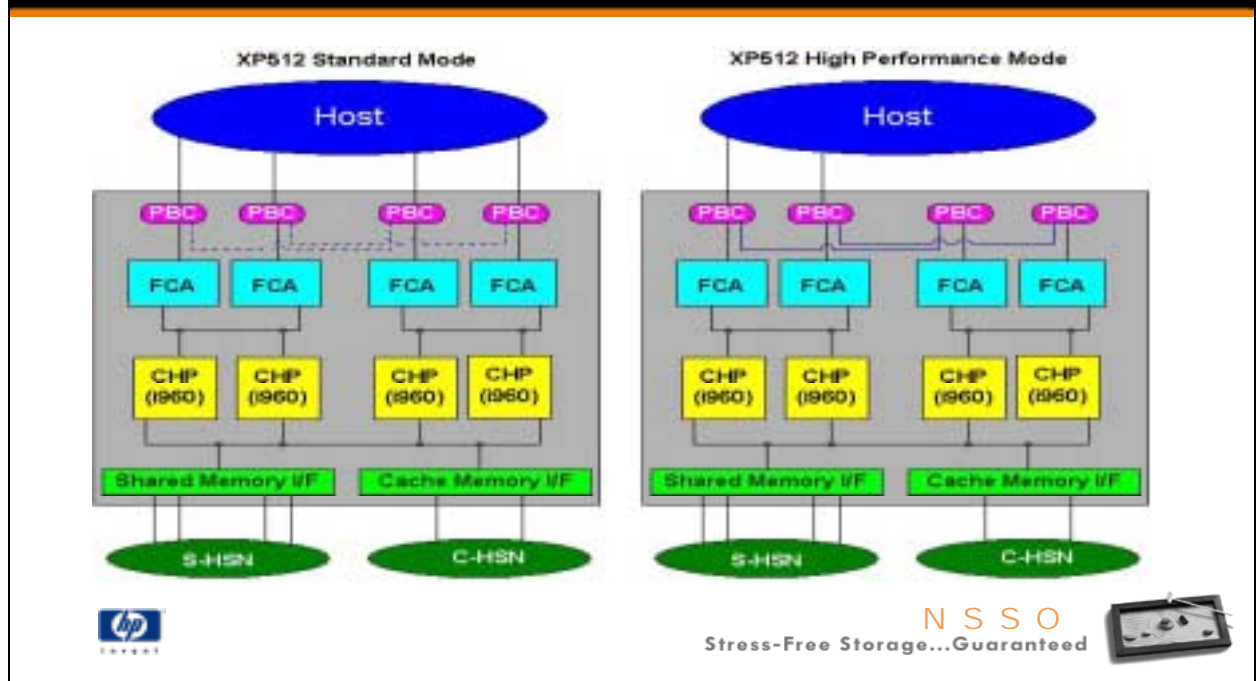 XP512 Standard Mode
Host
PBC PBC PBC PBC
FCA FCA FCA FCA
CHP (i960) CHP (i960) CHP (i960) CHP (i960)
Shared Memory I/F Cache Memory I/F
S-HSN C-HSN
XP512 High Performance Mode
Host
PBC PBC PBC PBC
FCA FCA FCA FCA
CHP (i960) CHP (i960) CHP (i960) CHP (i960)
Shared Memory I/F Cache Memory I/F
S-HSN C-HSN
hp
invent
NSSO
Stress-Free Storage...Guaranteed